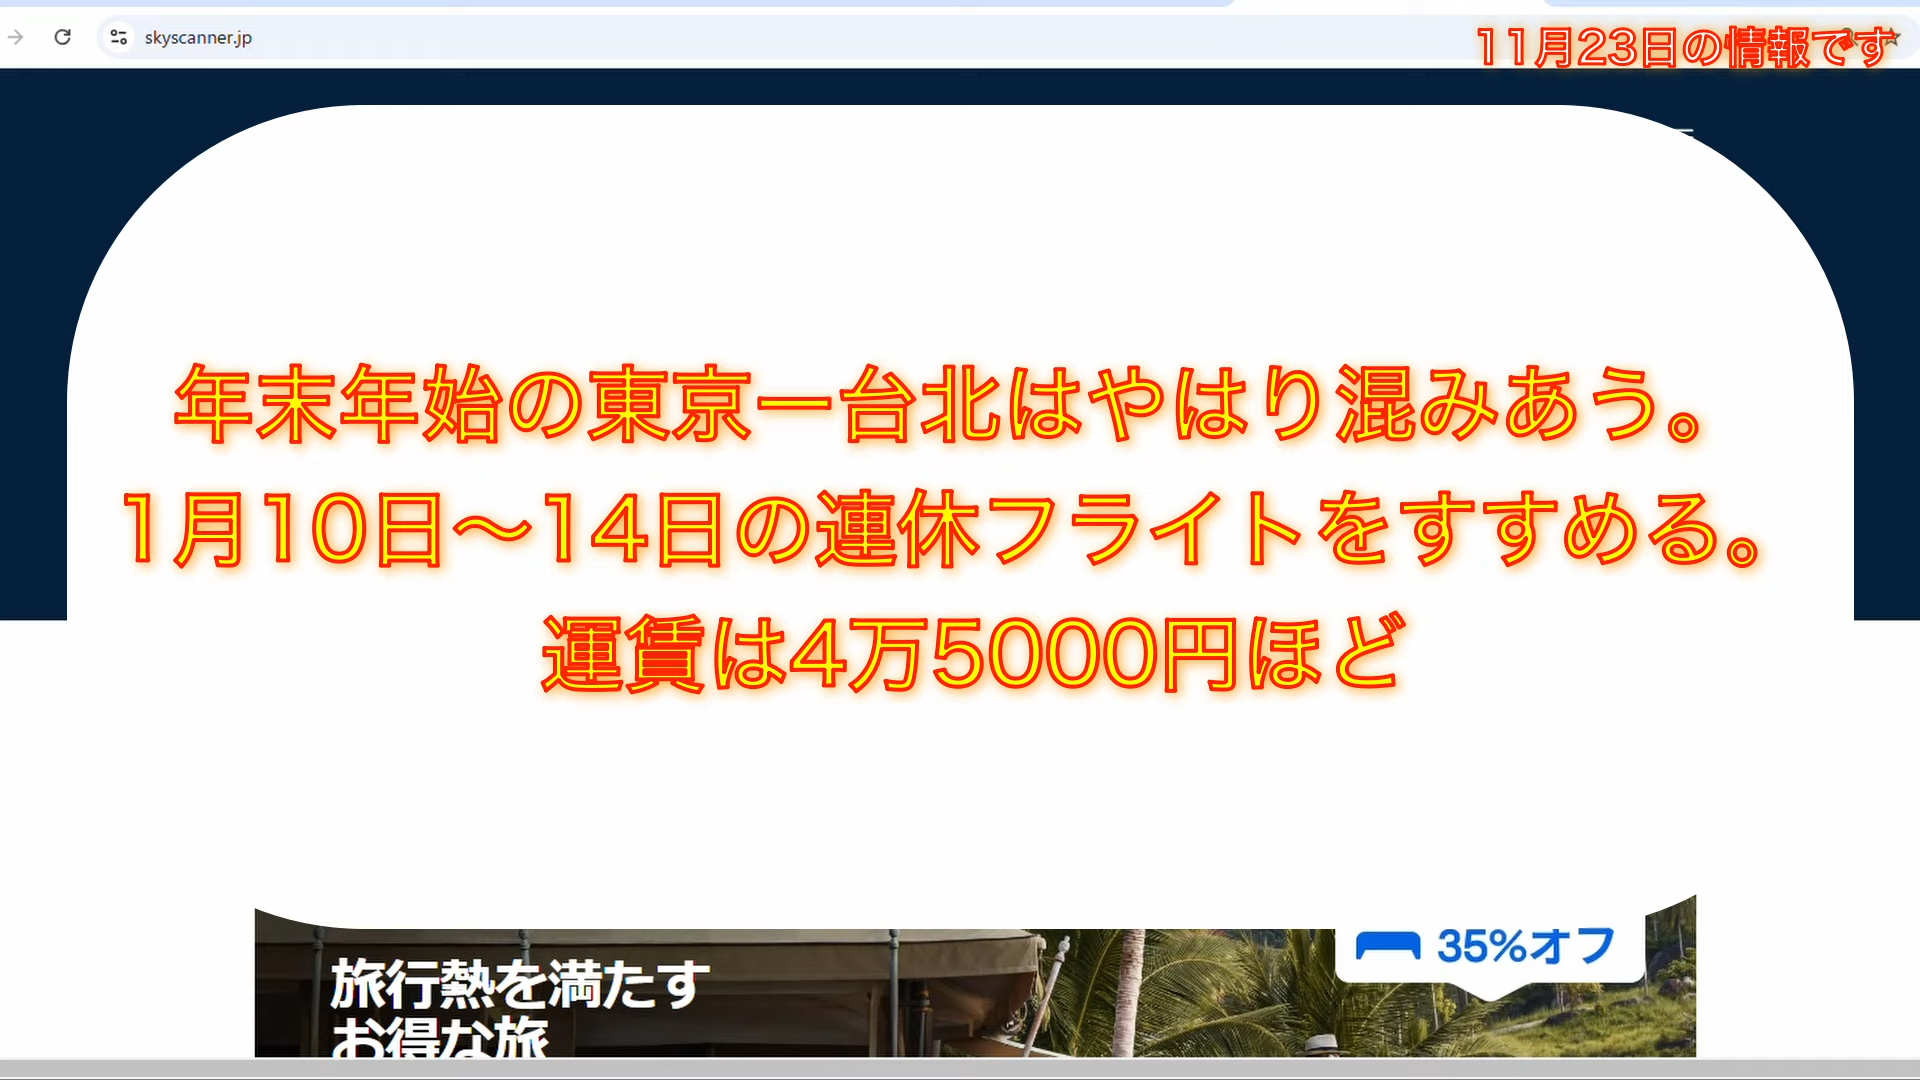 skyscanner.jp
11月23日の情報です
年末年始の東京ー台北はやはり混みあう。
1月10日〜14日の連休フライトをすすめる。
運賃は4万5000円ほど
35%オフ
旅行熱を満たす
お得な旅